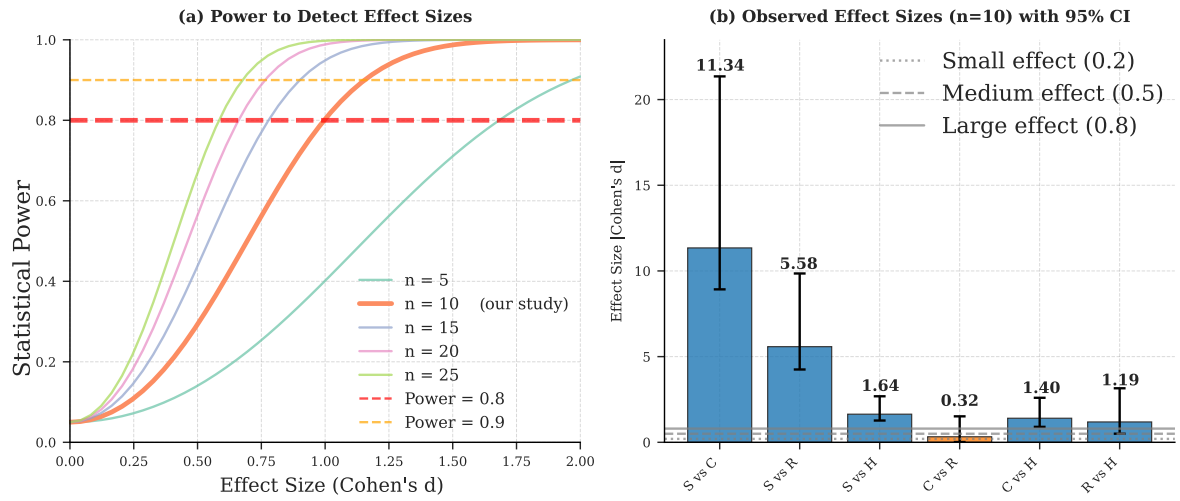 (a) Power to Detect Effect Sizes
1.0
0.8
0.6
0.4
0.2
0.0
Statistical Power
n = 5
n = 10 (our study)
n = 15
n = 20
n = 25
Power = 0.8
Power = 0.9
0.00 0.25 0.50 0.75 1.00 1.25 1.50 1.75 2.00
Effect Size (Cohen's d)
(b) Observed Effect Sizes (n=10) with 95% CI
Small effect (0.2)
Medium effect (0.5)
Large effect (0.8)
11.34
5.58
1.64
0.32
1.40
1.19
20
15
10
5
0
Effect Size |Cohen's d|
S vs C
S vs R
S vs H
C vs R
C vs H
R vs H